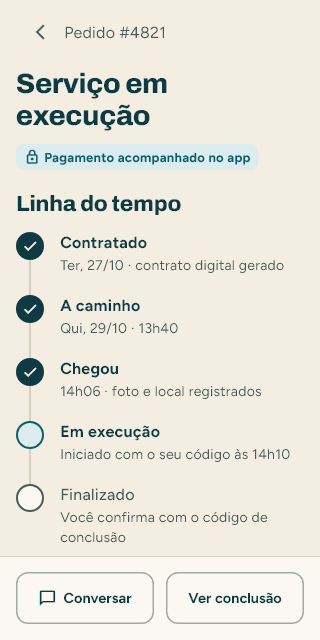 Pedido #4821
Serviço em
execução
Pagamento acompanhado no app
Linha do tempo
Contratado
Ter, 27/10 · contrato digital gerado
A caminho
Qui, 29/10 · 13h40
Chegou
14h06 · foto e local registrados
Em execução
Iniciado com o seu código às 14h10
Finalizado
Você confirma com o código de
conclusão
Conversar
Ver conclusão